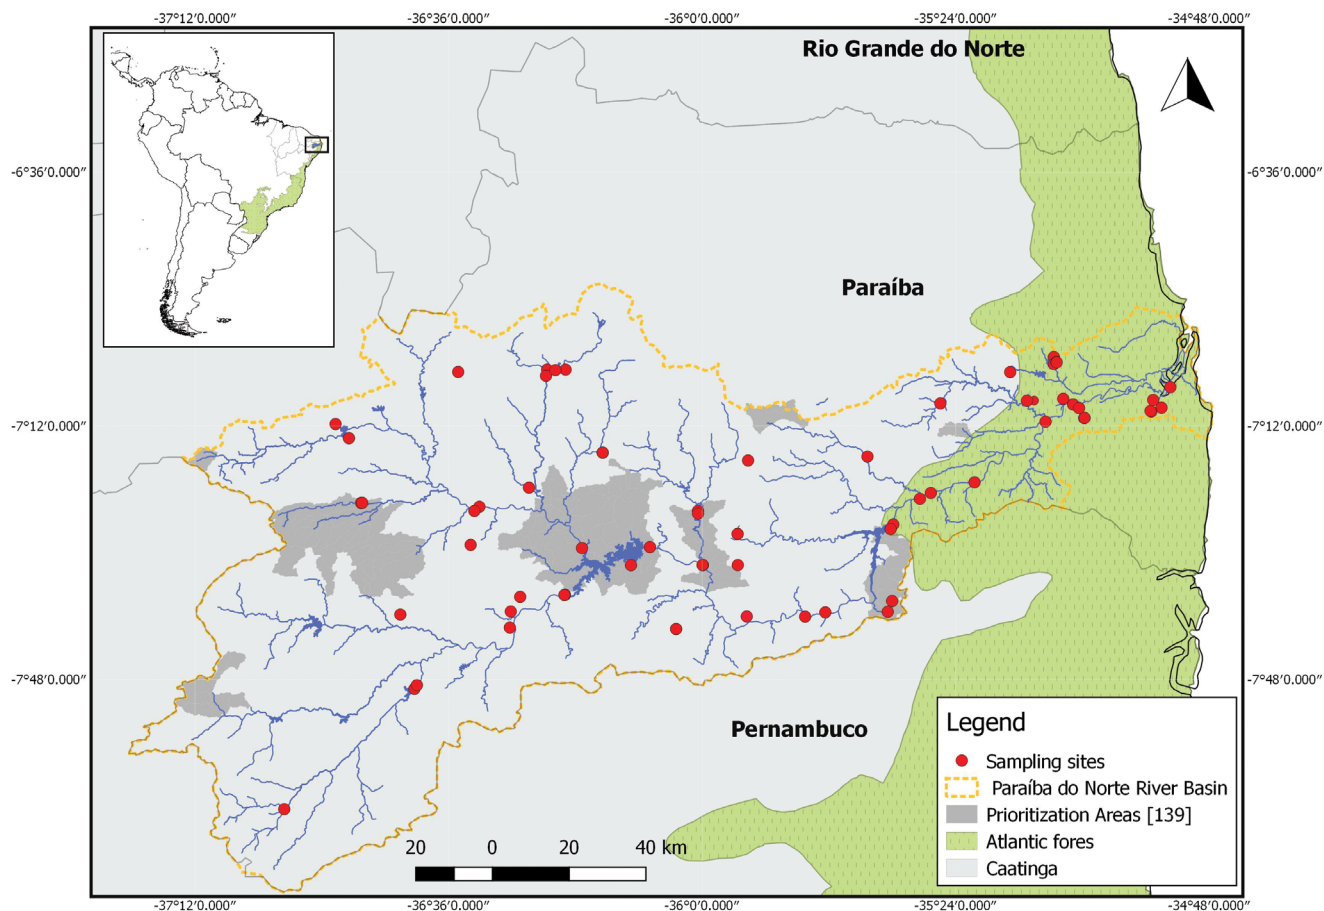 -37°12′0.000″ -36°36′0.000″ -36°0′0.000″ -35°24′0.000″ -34°48′0.000″
Rio Grande do Norte
-6°36′0.000″ -6°36′0.000″
Paraíba
-7°12′0.000″ -7°12′0.000″
-7°48′0.000″ -7°48′0.000″
Pernambuco
Legend
Sampling sites
Paraíba do Norte River Basin
Prioritization Areas [139]
Atlantic fores
Caatinga
20 0 20 40 km
-37°12′0.000″ -36°36′0.000″ -36°0′0.000″ -35°24′0.000″ -34°48′0.000″